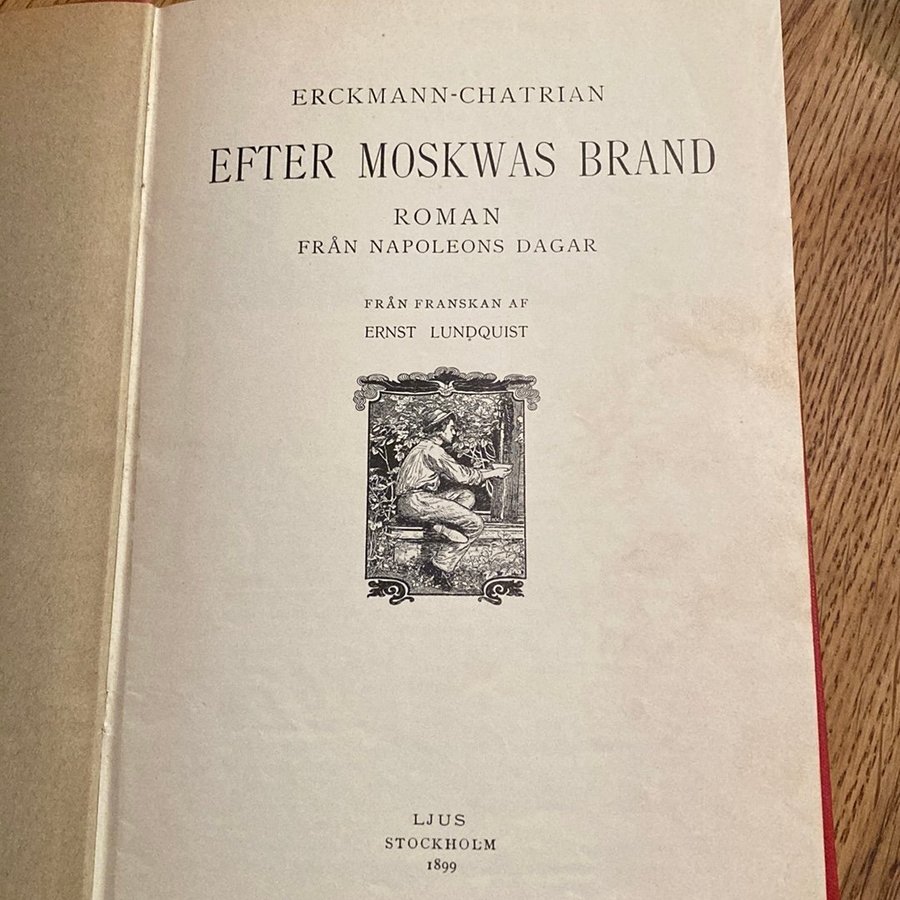 ERCKMANN-CHATRIAN
EFTER MOSKWAS BRAND
ROMAN
FRÅN NAPOLEONS DAGAR
FRÅN FRANSKAN AF
ERNST LUNDQUIST
LJUS
STOCKHOLM
1899